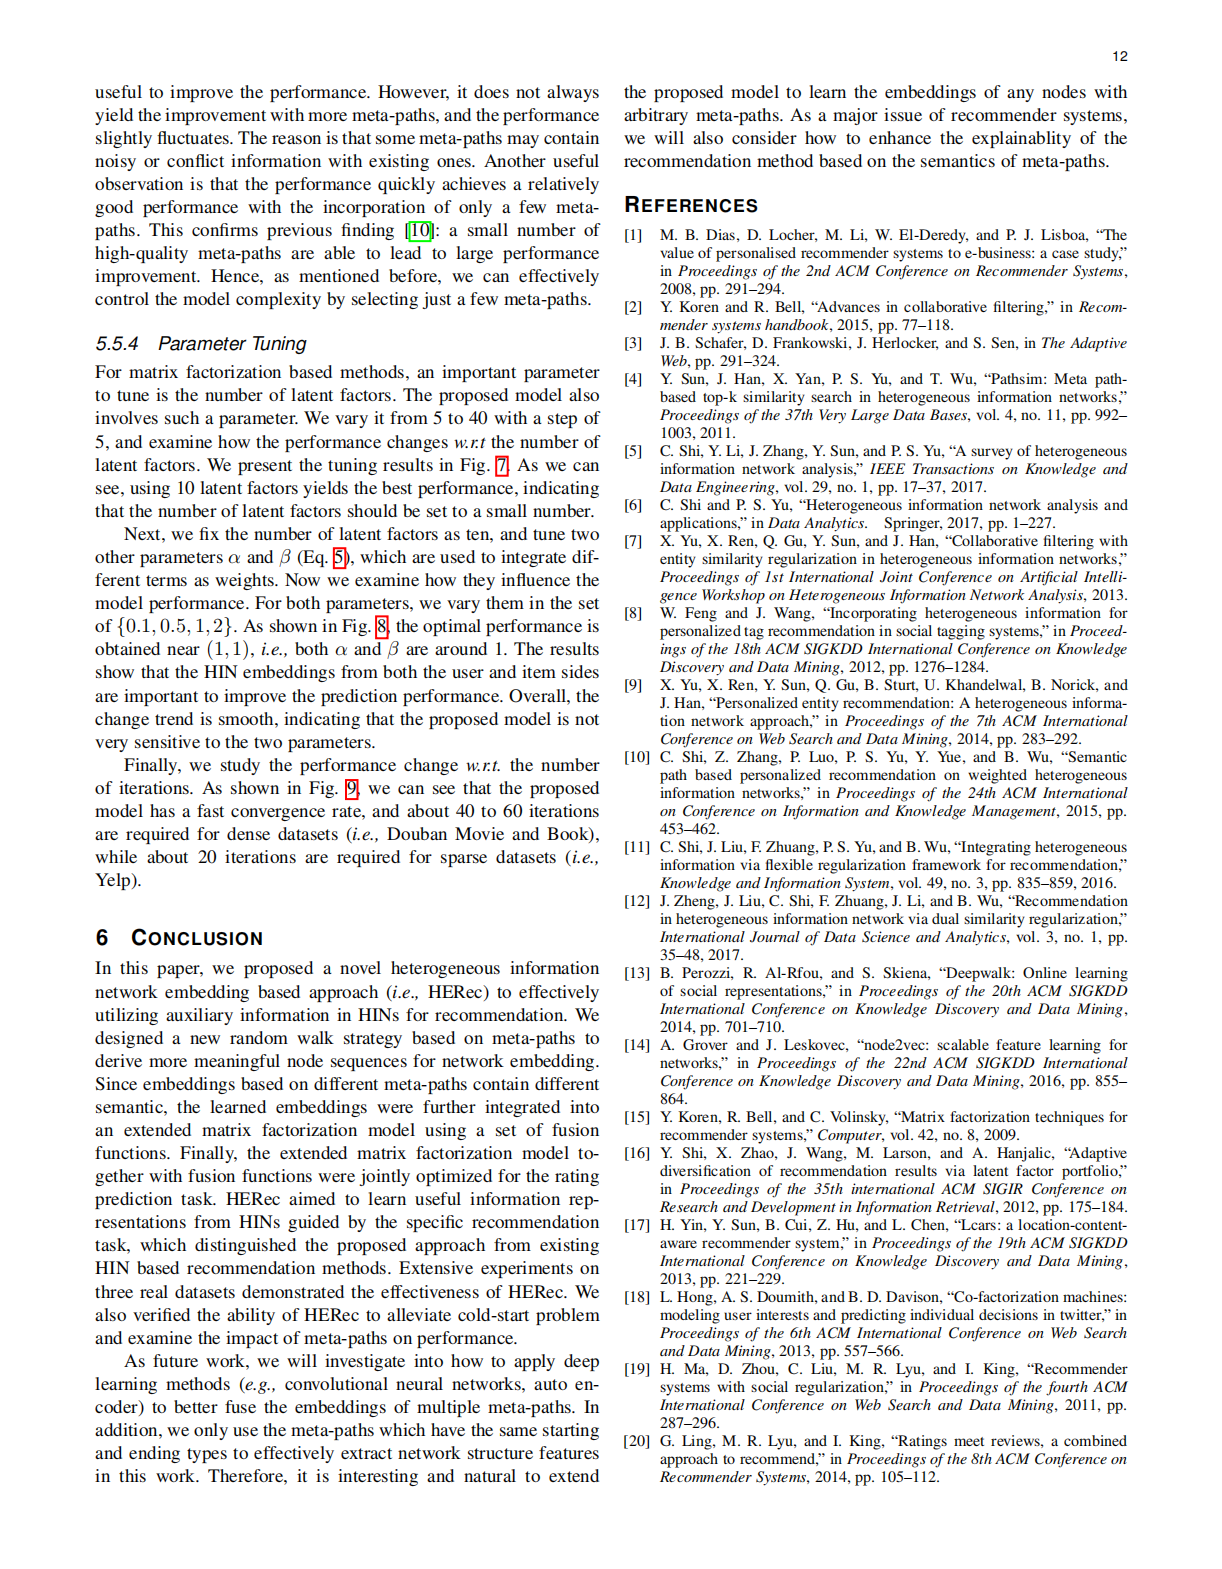 12
useful to improve the performance. However, it does not always
yield the improvement with more meta-paths, and the performance
slightly fluctuates. The reason is that some meta-paths may contain
noisy or conflict information with existing ones. Another useful
observation is that the performance quickly achieves a relatively
good performance with the incorporation of only a few meta-
paths. This confirms previous finding [10]: a small number of
high-quality meta-paths are able to lead to large performance
improvement. Hence, as mentioned before, we can effectively
control the model complexity by selecting just a few meta-paths.
5.5.4 Parameter Tuning
For matrix factorization based methods, an important parameter
to tune is the number of latent factors. The proposed model also
involves such a parameter. We vary it from 5 to 40 with a step of
5, and examine how the performance changes w.r.t the number of
latent factors. We present the tuning results in Fig. 7. As we can
see, using 10 latent factors yields the best performance, indicating
that the number of latent factors should be set to a small number.
Next, we fix the number of latent factors as ten, and tune two
other parameters α and β (Eq. 5), which are used to integrate dif-
ferent terms as weights. Now we examine how they influence the
model performance. For both parameters, we vary them in the set
of {0.1, 0.5, 1, 2}. As shown in Fig. 8, the optimal performance is
obtained near (1, 1), i.e., both α and β are around 1. The results
show that the HIN embeddings from both the user and item sides
are important to improve the prediction performance. Overall, the
change trend is smooth, indicating that the proposed model is not
very sensitive to the two parameters.
Finally, we study the performance change w.r.t. the number
of iterations. As shown in Fig. 9, we can see that the proposed
model has a fast convergence rate, and about 40 to 60 iterations
are required for dense datasets (i.e., Douban Movie and Book),
while about 20 iterations are required for sparse datasets (i.e.,
Yelp).
6 CONCLUSION
In this paper, we proposed a novel heterogeneous information
network embedding based approach (i.e., HERec) to effectively
utilizing auxiliary information in HINs for recommendation. We
designed a new random walk strategy based on meta-paths to
derive more meaningful node sequences for network embedding.
Since embeddings based on different meta-paths contain different
semantic, the learned embeddings were further integrated into
an extended matrix factorization model using a set of fusion
functions. Finally, the extended matrix factorization model to-
gether with fusion functions were jointly optimized for the rating
prediction task. HERec aimed to learn useful information rep-
resentations from HINs guided by the specific recommendation
task, which distinguished the proposed approach from existing
HIN based recommendation methods. Extensive experiments on
three real datasets demonstrated the effectiveness of HERec. We
also verified the ability of HERec to alleviate cold-start problem
and examine the impact of meta-paths on performance.
As future work, we will investigate into how to apply deep
learning methods (e.g., convolutional neural networks, auto en-
coder) to better fuse the embeddings of multiple meta-paths. In
addition, we only use the meta-paths which have the same starting
and ending types to effectively extract network structure features
in this work. Therefore, it is interesting and natural to extend
the proposed model to learn the embeddings of any nodes with
arbitrary meta-paths. As a major issue of recommender systems,
we will also consider how to enhance the explainablity of the
recommendation method based on the semantics of meta-paths.
REFERENCES
[1] M. B. Dias, D. Locher, M. Li, W. El-Deredy, and P. J. Lisboa, “The
value of personalised recommender systems to e-business: a case study,”
in Proceedings of the 2nd ACM Conference on Recommender Systems,
2008, pp. 291–294.
[2] Y. Koren and R. Bell, “Advances in collaborative filtering,” in Recom-
mender systems handbook, 2015, pp. 77–118.
[3] J. B. Schafer, D. Frankowski, J. Herlocker, and S. Sen, in The Adaptive
Web, pp. 291–324.
[4] Y. Sun, J. Han, X. Yan, P. S. Yu, and T. Wu, “Pathsim: Meta path-
based top-k similarity search in heterogeneous information networks,”
Proceedings of the 37th Very Large Data Bases, vol. 4, no. 11, pp. 992–
1003, 2011.
[5] C. Shi, Y. Li, J. Zhang, Y. Sun, and P. S. Yu, “A survey of heterogeneous
information network analysis,” IEEE Transactions on Knowledge and
Data Engineering, vol. 29, no. 1, pp. 17–37, 2017.
[6] C. Shi and P. S. Yu, “Heterogeneous information network analysis and
applications,” in Data Analytics. Springer, 2017, pp. 1–227.
[7] X. Yu, X. Ren, Q. Gu, Y. Sun, and J. Han, “Collaborative filtering with
entity similarity regularization in heterogeneous information networks,”
Proceedings of 1st International Joint Conference on Artificial Intelli-
gence Workshop on Heterogeneous Information Network Analysis, 2013.
[8] W. Feng and J. Wang, “Incorporating heterogeneous information for
personalized tag recommendation in social tagging systems,” in Proceed-
ings of the 18th ACM SIGKDD International Conference on Knowledge
Discovery and Data Mining, 2012, pp. 1276–1284.
[9] X. Yu, X. Ren, Y. Sun, Q. Gu, B. Sturt, U. Khandelwal, B. Norick, and
J. Han, “Personalized entity recommendation: A heterogeneous informa-
tion network approach,” in Proceedings of the 7th ACM International
Conference on Web Search and Data Mining, 2014, pp. 283–292.
[10] C. Shi, Z. Zhang, P. Luo, P. S. Yu, Y. Yue, and B. Wu, “Semantic
path based personalized recommendation on weighted heterogeneous
information networks,” in Proceedings of the 24th ACM International
on Conference on Information and Knowledge Management, 2015, pp.
453–462.
[11] C. Shi, J. Liu, F. Zhuang, P. S. Yu, and B. Wu, “Integrating heterogeneous
information via flexible regularization framework for recommendation,”
Knowledge and Information System, vol. 49, no. 3, pp. 835–859, 2016.
[12] J. Zheng, J. Liu, C. Shi, F. Zhuang, J. Li, and B. Wu, “Recommendation
in heterogeneous information network via dual similarity regularization,”
International Journal of Data Science and Analytics, vol. 3, no. 1, pp.
35–48, 2017.
[13] B. Perozzi, R. Al-Rfou, and S. Skiena, “Deepwalk: Online learning
of social representations,” in Proceedings of the 20th ACM SIGKDD
International Conference on Knowledge Discovery and Data Mining,
2014, pp. 701–710.
[14] A. Grover and J. Leskovec, “node2vec: scalable feature learning for
networks,” in Proceedings of the 22nd ACM SIGKDD International
Conference on Knowledge Discovery and Data Mining, 2016, pp. 855–
864.
[15] Y. Koren, R. Bell, and C. Volinsky, “Matrix factorization techniques for
recommender systems,” Computer, vol. 42, no. 8, 2009.
[16] Y. Shi, X. Zhao, J. Wang, M. Larson, and A. Hanjalic, “Adaptive
diversification of recommendation results via latent factor portfolio,”
in Proceedings of the 35th international ACM SIGIR Conference on
Research and Development in Information Retrieval, 2012, pp. 175–184.
[17] H. Yin, Y. Sun, B. Cui, Z. Hu, and L. Chen, “Lcars: a location-content-
aware recommender system,” in Proceedings of the 19th ACM SIGKDD
International Conference on Knowledge Discovery and Data Mining,
2013, pp. 221–229.
[18] L. Hong, A. S. Doumith, and B. D. Davison, “Co-factorization machines:
modeling user interests and predicting individual decisions in twitter,” in
Proceedings of the 6th ACM International Conference on Web Search
and Data Mining, 2013, pp. 557–566.
[19] H. Ma, D. Zhou, C. Liu, M. R. Lyu, and I. King, “Recommender
systems with social regularization,” in Proceedings of the fourth ACM
International Conference on Web Search and Data Mining, 2011, pp.
287–296.
[20] G. Ling, M. R. Lyu, and I. King, “Ratings meet reviews, a combined
approach to recommend,” in Proceedings of the 8th ACM Conference on
Recommender Systems, 2014, pp. 105–112.